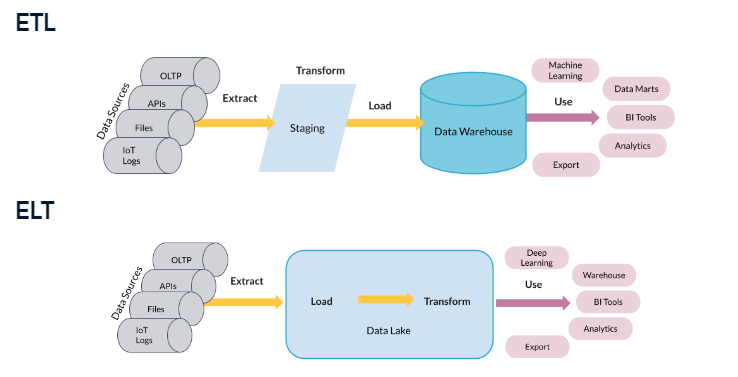 ETL
Data Sources
OLTP
APIs
Files
IoT
Logs
Extract
Transform
Staging
Load
Data Warehouse
Use
Machine
Learning
Data Marts
BI Tools
Analytics
Export
ELT
Data Sources
OLTP
APIs
Files
IoT
Logs
Extract
Load
Transform
Data Lake
Use
Deep
Learning
Warehouse
BI Tools
Analytics
Export